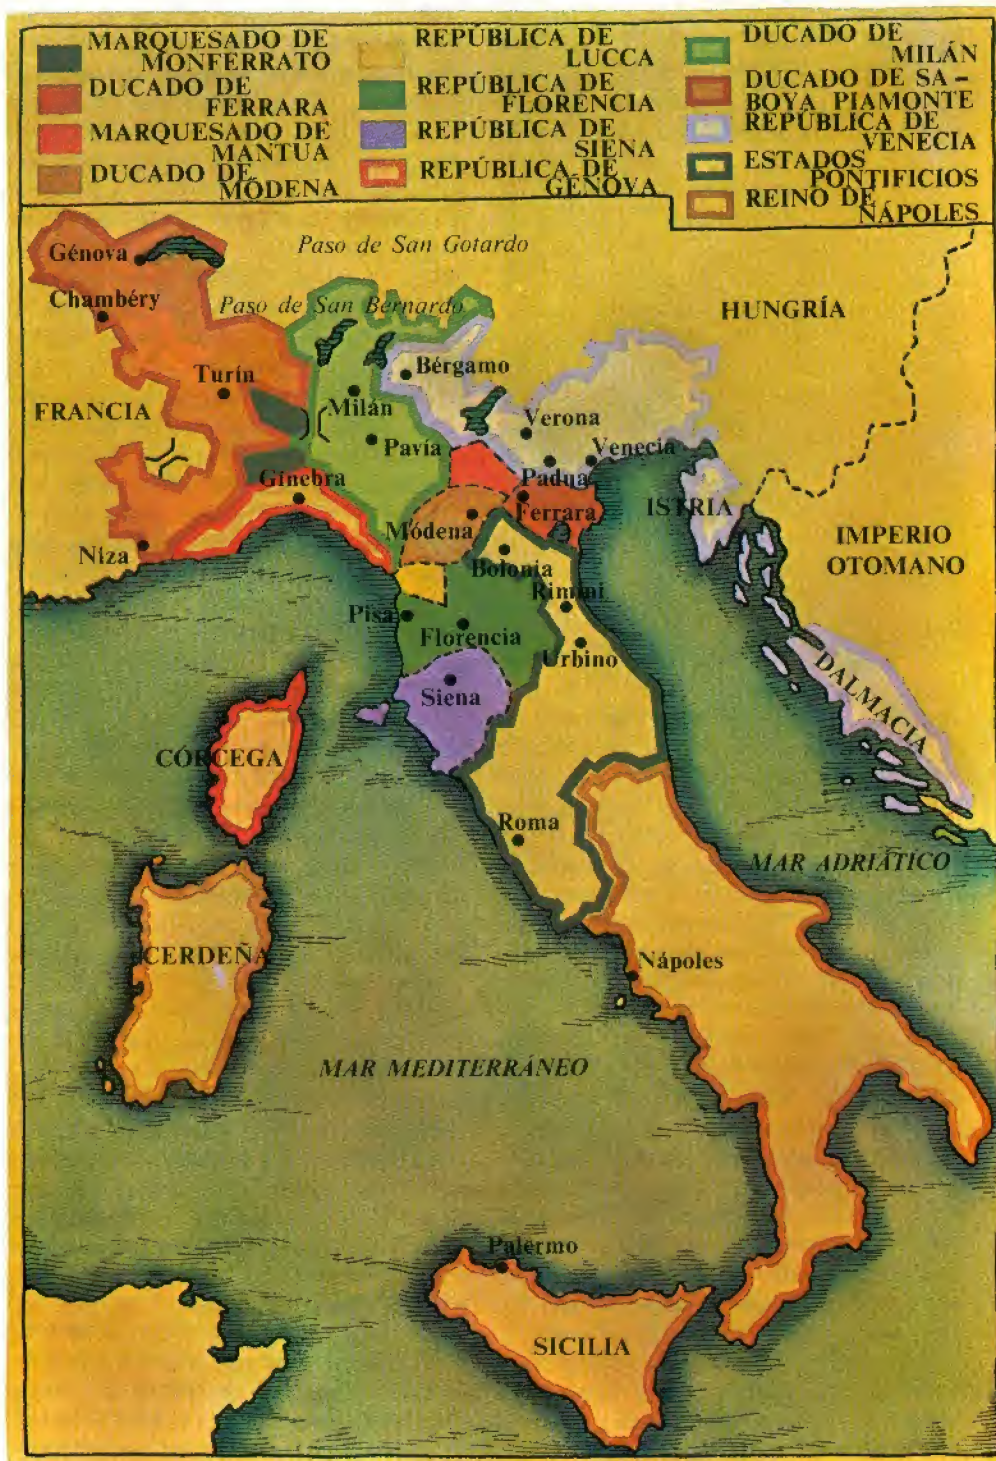 MARQUESADO DE
MONFERRATO
DUCADO DE
FERRARA
MARQUESADO DE
MANTUA
DUCADO DE
MÓDENA
REPÚBLICA DE
LUCCA
REPÚBLICA DE
FLORENCIA
REPÚBLICA DE
SIENA
REPÚBLICA DE
GÉNOVA
DUCADO DE
MILÁN
DUCADO DE SA-
BOYA PIAMONTE
REPÚBLICA DE
VENECIA
ESTADOS
PONTIFICIOS
REINO DE
NÁPOLES
Paso de San Gotardo
Génova
Chambéry
Paso de San Bernardo
HUNGRÍA
Bérgamo
Turín
Milán
FRANCIA
Verona
Pavía
Venecia
Ginebra
Padua
Ferrara
ISTRIA
Módena
Niza
IMPERIO
OTOMANO
Bolonia
Rímini
Pisa
Florencia
Urbino
Siena
DALMACIA
CÓRCEGA
Roma
MAR ADRIÁTICO
CERDEÑA
Nápoles
MAR MEDITERRÁNEO
Palermo
SICILIA